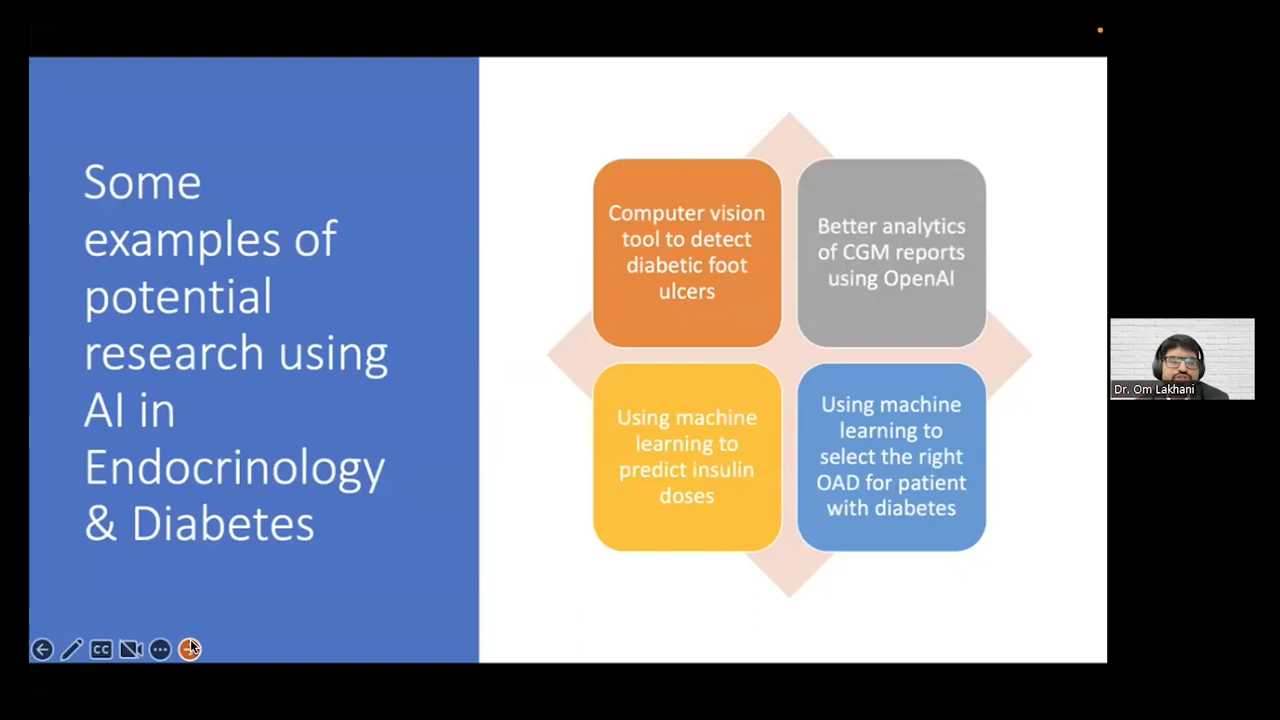 Some
examples of
potential
research using
AI in
Endocrinology
& Diabetes
Computer vision
tool to detect
diabetic foot
ulcers
Better analytics
of CGM reports
using OpenAI
Using machine
learning to
predict insulin
doses
Using machine
learning to
select the right
OAD for patient
with diabetes
Dr. Om Lakhani
CC